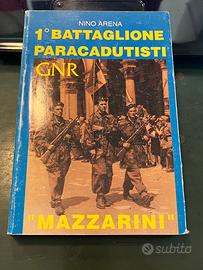 NINO ARENA
1° BATTAGLIONE
PARACADUTISTI
GNR
"MAZZARINI"
subito